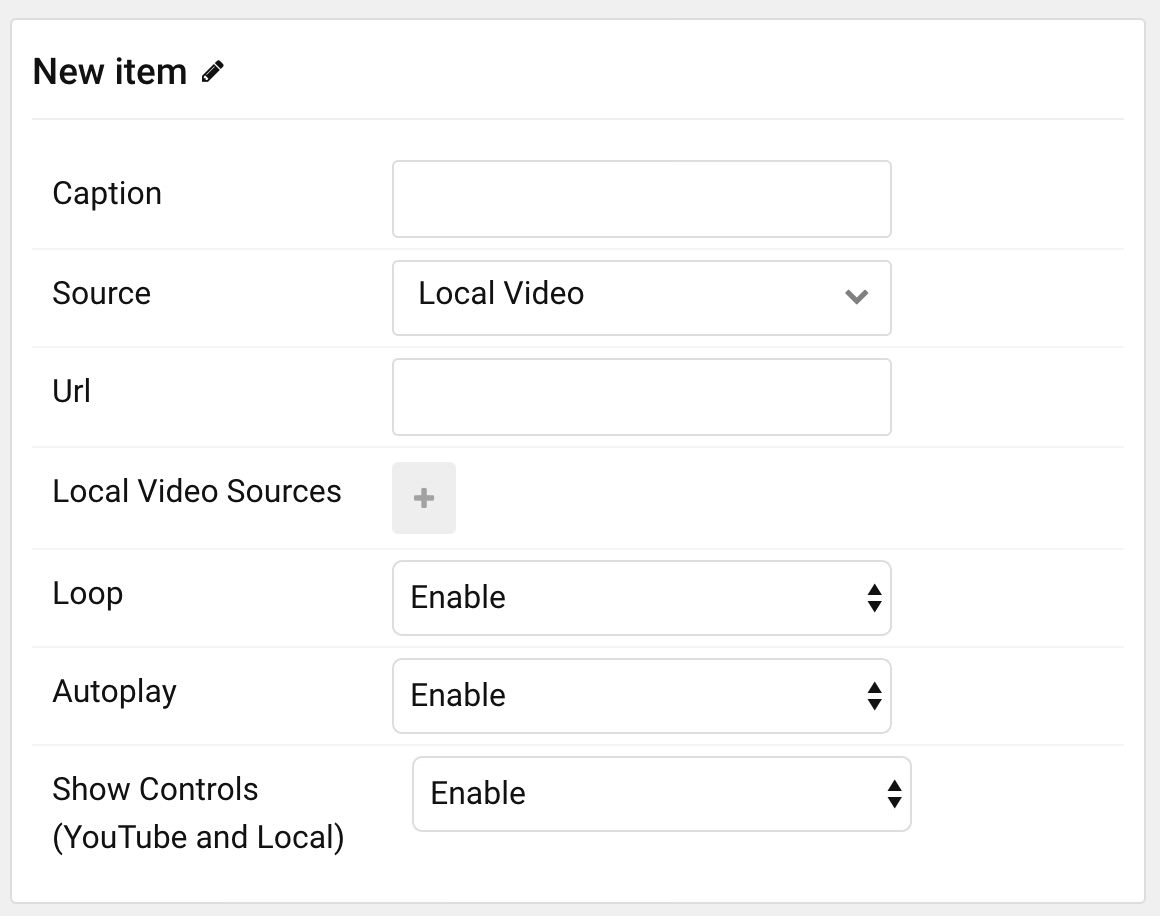 New item
Caption
Source
Local Video
Url
Local Video Sources
Loop
Enable
Autoplay
Enable
Show Controls
(YouTube and Local)
Enable